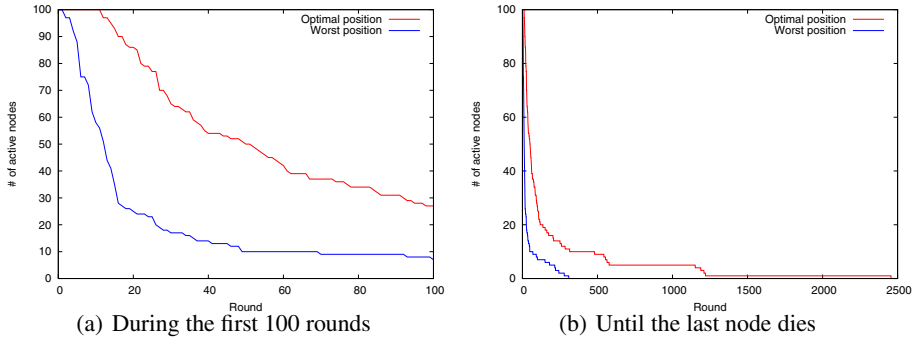 100
90
80
70
60
50
40
30
20
10
0
# of active nodes
Optimal position
Worst position
0 20 40 60 80 100
Round
(a) During the first 100 rounds
100
80
60
40
20
0
# of active nodes
Optimal position
Worst position
0 500 1000 1500 2000 2500
Round
(b) Until the last node dies